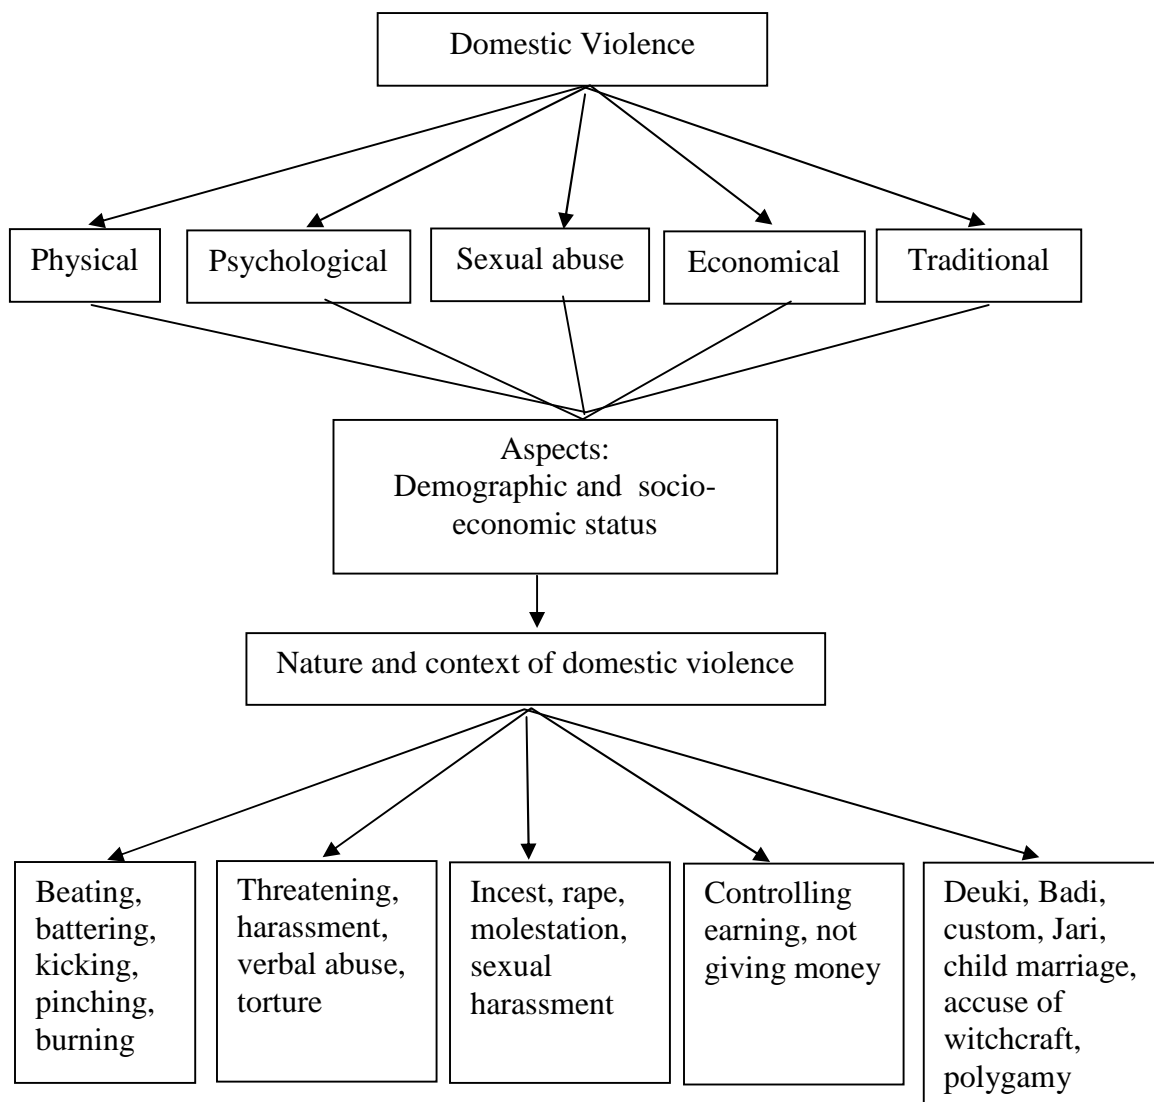 Domestic Violence
Physical
Psychological
Sexual abuse
Economical
Traditional
Aspects:
Demographic and socio-
economic status
Nature and context of domestic violence
Beating,
battering,
kicking,
pinching,
burning
Threatening,
harassment,
verbal abuse,
torture
Incest, rape,
molestation,
sexual
harassment
Controlling
earning, not
giving money
Deuki, Badi,
custom, Jari,
child marriage,
accuse of
witchcraft,
polygamy